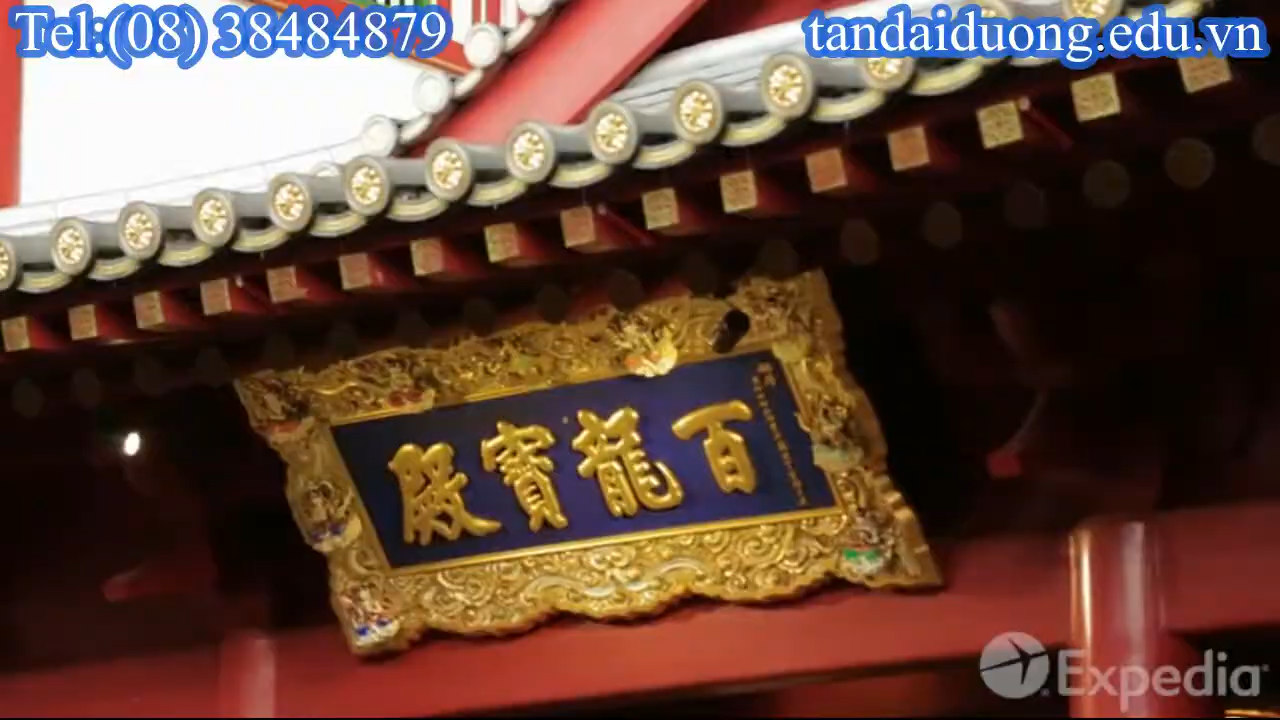 Tel:(08) 38484879
tandaiduong.edu.vn
百龍寶殿
Expedia